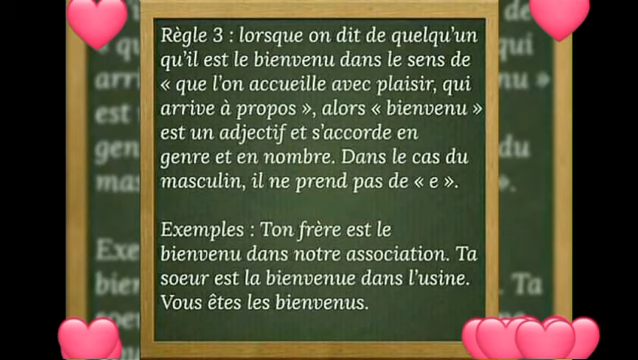 Règle 3 : lorsque on dit de quelqu'un
qu'il est le bienvenu dans le sens de
« que l'on accueille avec plaisir, qui
arrive à propos », alors « bienvenu »
est un adjectif et s'accorde en
genre et en nombre. Dans le cas du
masculin, il ne prend pas de « e ».
Exemples : Ton frère est le
bienvenu dans notre association. Ta
soeur est la bienvenue dans l'usine.
Vous êtes les bienvenus.